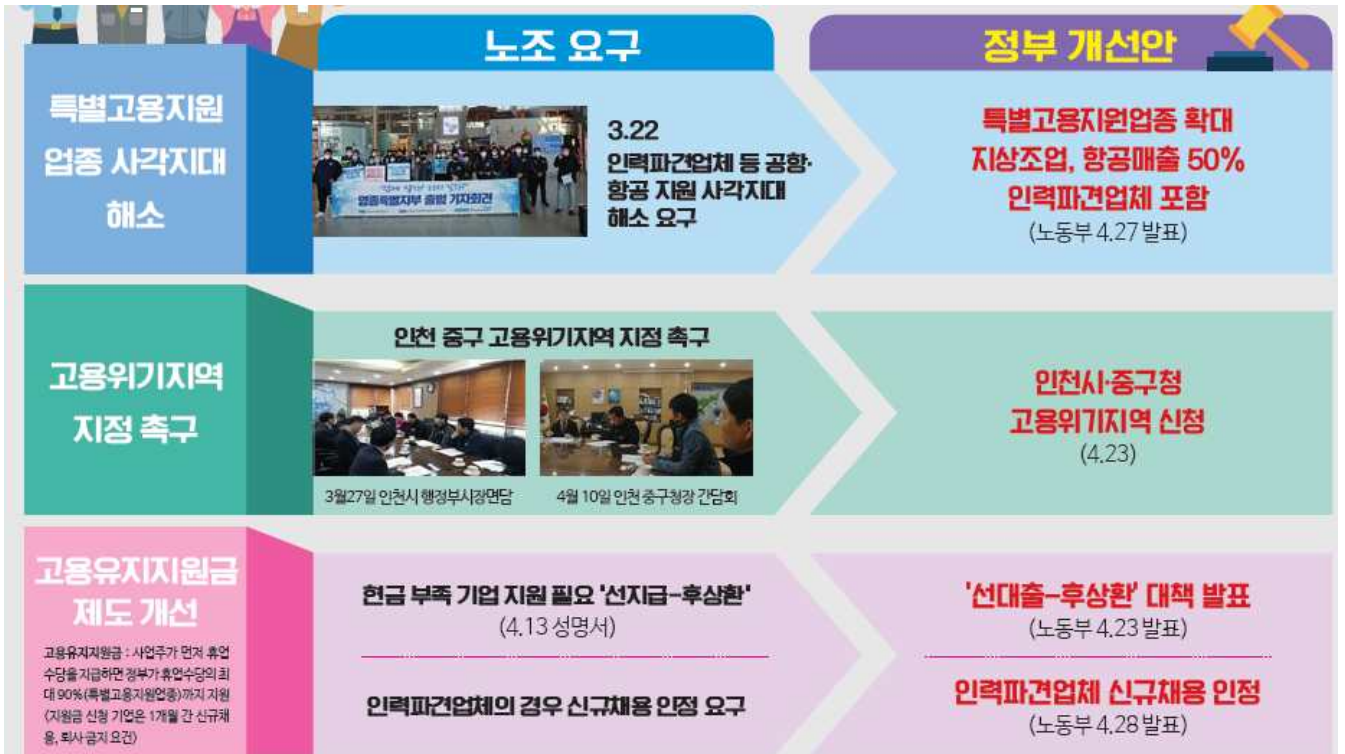 노조 요구
정부 개선안
특별고용지원
업종 사각지대
해소
영종특별지부 출범 기자회견
3.22
인력파견업체 등 공항·
항공 지원 사각지대
해소 요구
특별고용지원업종 확대
지상조업, 항공매출 50%
인력파견업체 포함
(노동부 4.27 발표)
고용위기지역
지정 촉구
인천 중구 고용위기지역 지정 촉구
3월27일 인천시 행정부시장면담
4월 10일 인천 중구청장 간담회
인천시·중구청
고용위기지역 신청
(4.23)
고용유지지원금
제도 개선
고용유지지원금 : 사업주가 먼저 휴업
수당을 지급하면 정부가 휴업수당의 최
대 90%(특별고용지원업종)까지 지원
(지원금 신청 기업은 1개월 간 신규채
용, 퇴사 금지 요건)
현금 부족 기업 지원 필요 '선지급-후상환'
(4.13 성명서)
인력파견업체의 경우 신규채용 인정 요구
'선대출-후상환' 대책 발표
(노동부 4.23 발표)
인력파견업체 신규채용 인정
(노동부 4.28 발표)